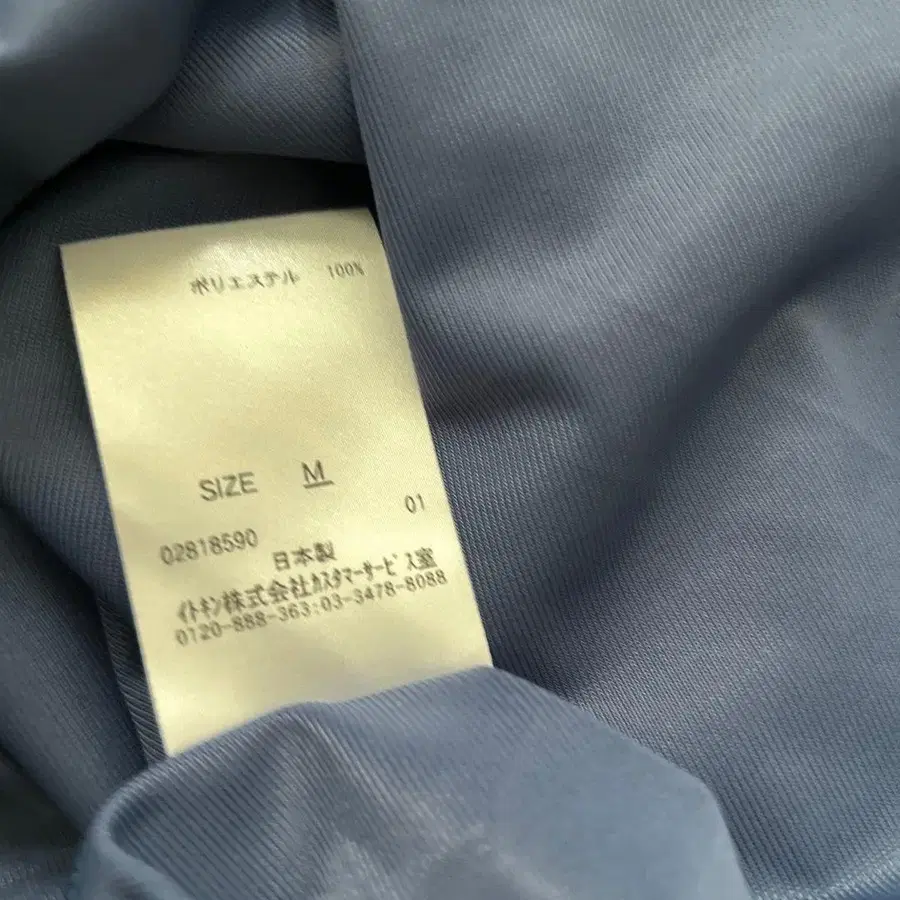 ポリエステル 100%
SIZE M
01
02818590
日本製
イトキン株式会社カスタマーサービス室
0120-888-363:03-3478-8088